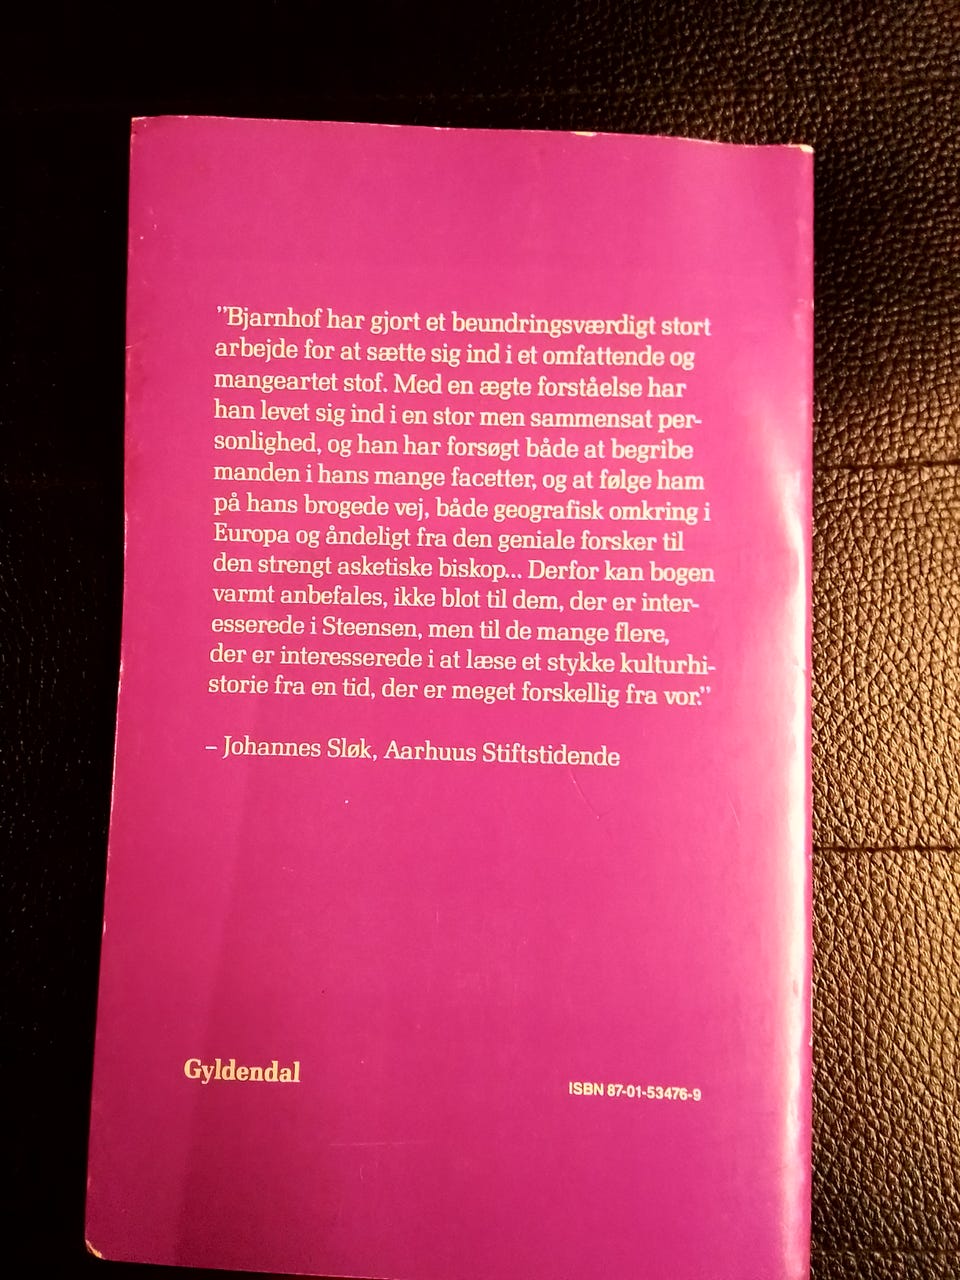 "Bjarnhof har gjort et beundringsværdigt stort
arbejde for at sætte sig ind i et omfattende og
mangeartet stof. Med en ægte forståelse har
han levet sig ind i en stor men sammensat per-
sonlighed, og han har forsøgt både at begribe
manden i hans mange facetter, og at følge ham
på hans brogede vej, både geografisk omkring i
Europa og åndeligt fra den geniale forsker til
den strengt asketiske biskop... Derfor kan bogen
varmt anbefales, ikke blot til dem, der er inter-
esserede i Steensen, men til de mange flere,
der er interesserede i at læse et stykke kulturhi-
storie fra en tid, der er meget forskellig fra vor."
– Johannes Sløk, Aarhuus Stiftstidende
Gyldendal
ISBN 87-01-53476-9